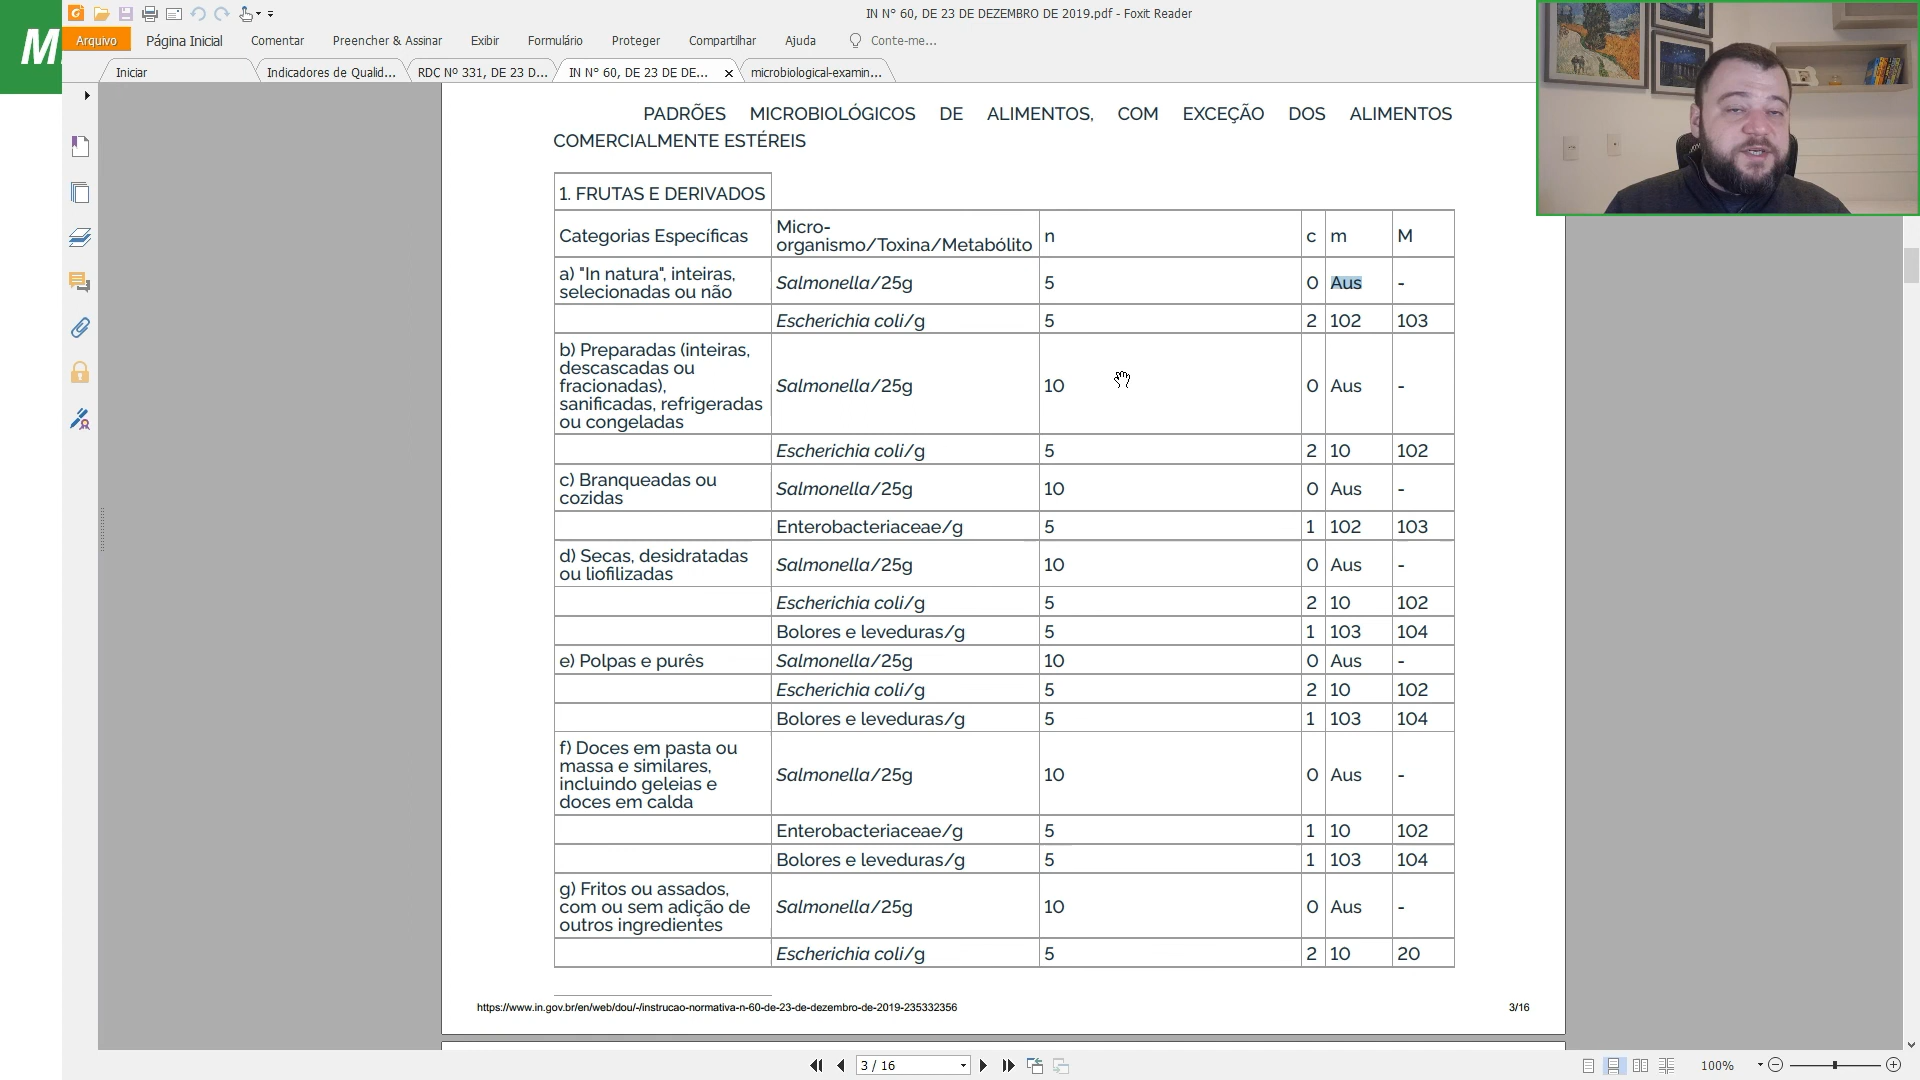 M
IN N° 60, DE 23 DE DEZEMBRO DE 2019.pdf - Foxit Reader
Arquivo Página Inicial Comentar Preencher & Assinar Exibir Formulário Proteger Compartilhar Ajuda Conte-me...
Iniciar Indicadores de Qualid... RDC Nº 331, DE 23 D... IN N° 60, DE 23 DE DE... microbiological-examin...
PADRÕES MICROBIOLÓGICOS DE ALIMENTOS, COM EXCEÇÃO DOS ALIMENTOS
COMERCIALMENTE ESTÉREIS
1. FRUTAS E DERIVADOS
Categorias Específicas Micro-
organismo/Toxina/Metabólito n c m M
a) "In natura", inteiras,
selecionadas ou não Salmonella/25g 5 0 Aus -
Escherichia coli/g 5 2 102 103
b) Preparadas (inteiras,
descascadas ou
fracionadas),
sanificadas, refrigeradas
ou congeladas Salmonella/25g 10 0 Aus -
Escherichia coli/g 5 2 10 102
c) Branqueadas ou
cozidas Salmonella/25g 10 0 Aus -
Enterobacteriaceae/g 5 1 102 103
d) Secas, desidratadas
ou liofilizadas Salmonella/25g 10 0 Aus -
Escherichia coli/g 5 2 10 102
Bolores e leveduras/g 5 1 103 104
e) Polpas e purês Salmonella/25g 10 0 Aus -
Escherichia coli/g 5 2 10 102
Bolores e leveduras/g 5 1 103 104
f) Doces em pasta ou
massa e similares,
incluindo geleias e
doces em calda Salmonella/25g 10 0 Aus -
Enterobacteriaceae/g 5 1 10 102
Bolores e leveduras/g 5 1 103 104
g) Fritos ou assados,
com ou sem adição de
outros ingredientes Salmonella/25g 10 0 Aus -
Escherichia coli/g 5 2 10 20
https://www.in.gov.br/en/web/dou/-/instrucao-normativa-n-60-de-23-de-dezembro-de-2019-235332356 3/16
3 / 16 100%